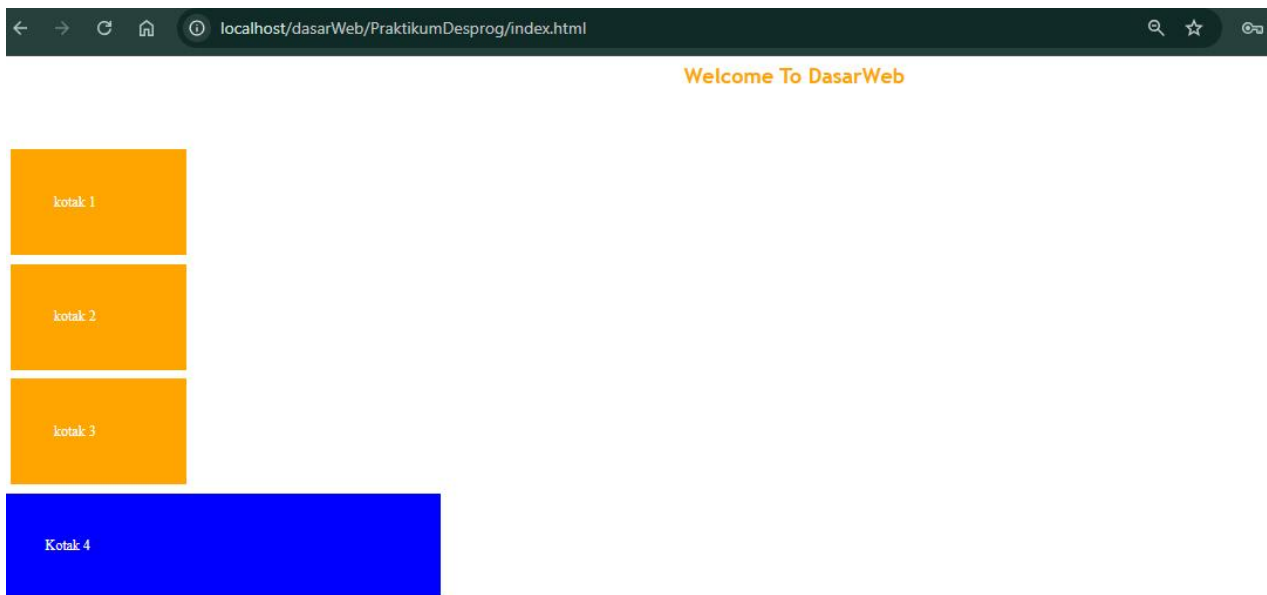 localhost/dasarWeb/PraktikumDesprog/index.html
Welcome To DasarWeb
kotak 1
kotak 2
kotak 3
Kotak 4